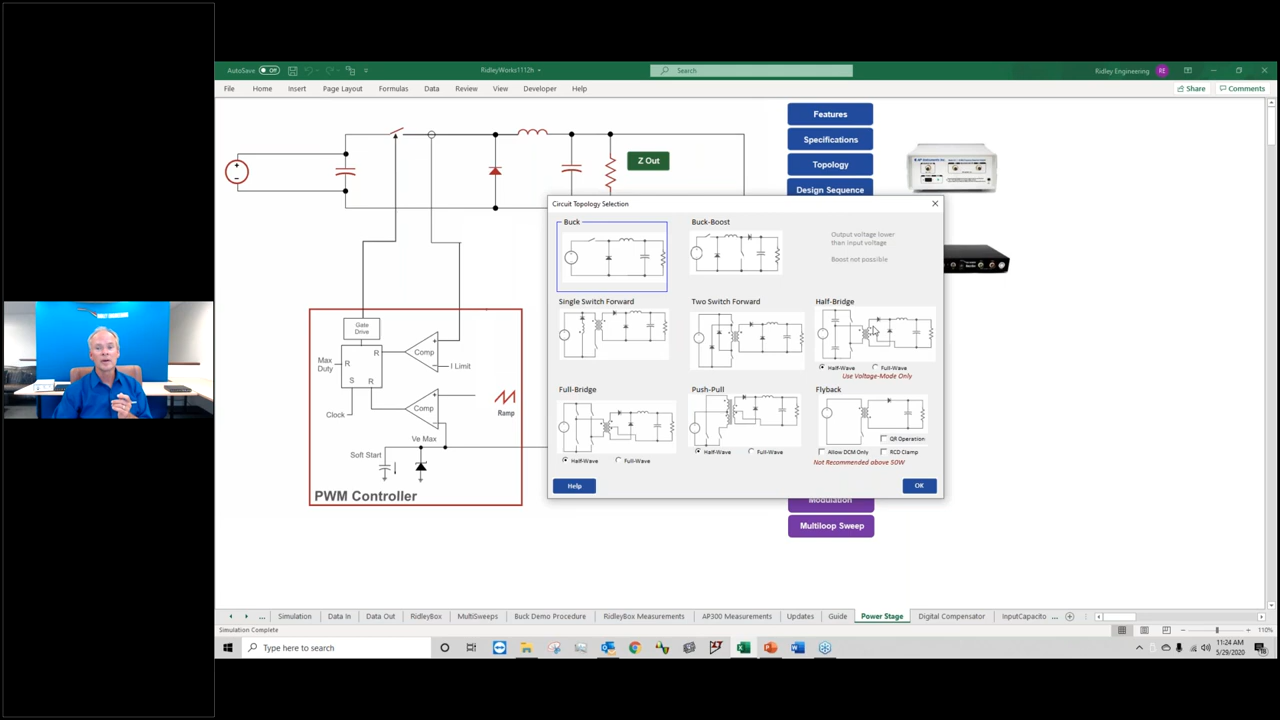 AutoSave Off
RidleyWorks1112h
Search
Ridley Engineering
RE
File Home Insert Page Layout Formulas Data Review View Developer Help
Share Comments
Features
Specifications
Topology
Design Sequence
Z Out
Circuit Topology Selection
Buck
Buck-Boost
Output voltage lower
than input voltage
Boost not possible
Single Switch Forward
Two Switch Forward
Half-Bridge
Half-Wave Full-Wave
Use Voltage-Mode Only
Full-Bridge
Push-Pull
Flyback
QR Operation
Half-Wave Full-Wave
Half-Wave Full-Wave
Allow DCM Only RCD Clamp
Not Recommended above 50W
Help
OK
Gate
Drive
Max
Duty
R
R
S
R
Comp
I Limit
Clock
Comp
Ramp
Ve Max
Soft Start
PWM Controller
Modulation
Multiloop Sweep
... Simulation Data In Data Out RidleyBox MultiSweeps Buck Demo Procedure RidleyBox Measurements AP300 Measurements Updates Guide Power Stage Digital Compensator InputCapacito ...
Simulation Complete
110%
Type here to search
11:24 AM
5/29/2020